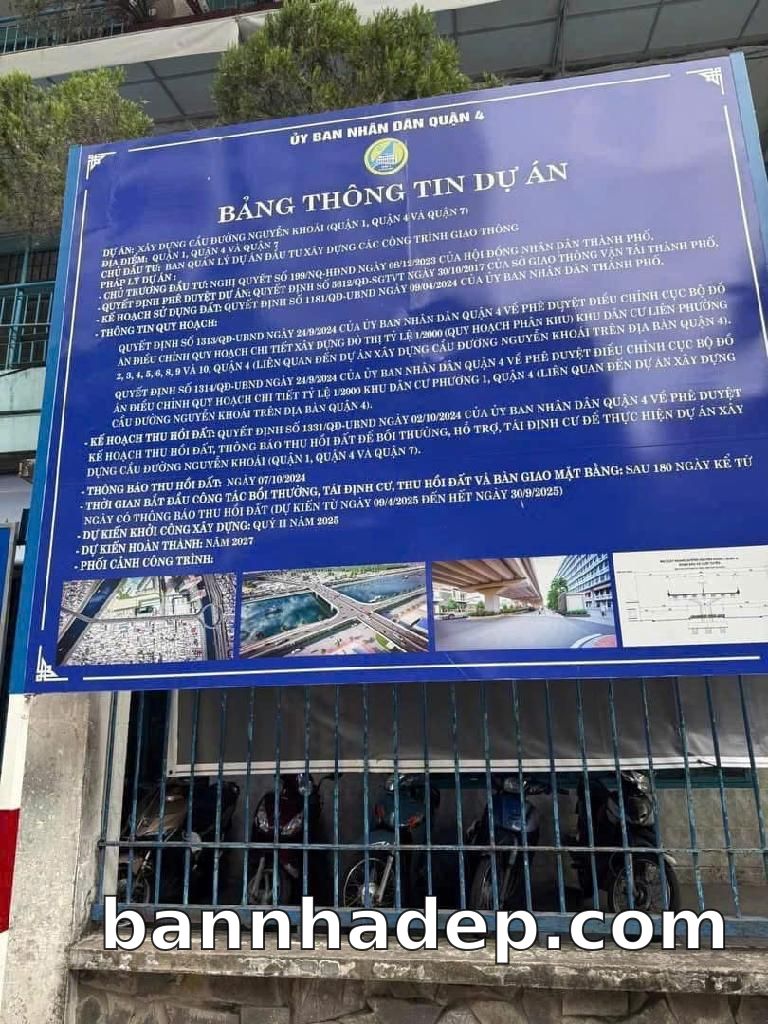 ỦY BAN NHÂN DÂN QUẬN 4
BẢNG THÔNG TIN DỰ ÁN
DỰ ÁN: XÂY DỰNG CẦU ĐƯỜNG NGUYỄN KHOÁI (QUẬN 1, QUẬN 4 VÀ QUẬN 7)
ĐỊA ĐIỂM: QUẬN 1, QUẬN 4 VÀ QUẬN 7
CHỦ ĐẦU TƯ: BAN QUẢN LÝ DỰ ÁN ĐẦU TƯ XÂY DỰNG CÁC CÔNG TRÌNH GIAO THÔNG
PHÁP LÝ DỰ ÁN:
- CHỦ TRƯƠNG ĐẦU TƯ: NGHỊ QUYẾT SỐ 199/NQ-HĐND NGÀY 08/12/2023 CỦA HỘI ĐỒNG NHÂN DÂN THÀNH PHỐ.
- QUYẾT ĐỊNH PHÊ DUYỆT DỰ ÁN: QUYẾT ĐỊNH SỐ 5812/QĐ-SGTVT NGÀY 30/10/2017 CỦA SỞ GIAO THÔNG VẬN TẢI THÀNH PHỐ.
- KẾ HOẠCH SỬ DỤNG ĐẤT: QUYẾT ĐỊNH SỐ 1181/QĐ-UBND NGÀY 09/04/2024 CỦA ỦY BAN NHÂN DÂN THÀNH PHỐ.
- THÔNG TIN QUY HOẠCH:
QUYẾT ĐỊNH SỐ 1313/QĐ-UBND NGÀY 24/9/2024 CỦA ỦY BAN NHÂN DÂN QUẬN 4 VỀ PHÊ DUYỆT ĐIỀU CHỈNH CỤC BỘ ĐỒ
ÁN ĐIỀU CHỈNH QUY HOẠCH CHI TIẾT XÂY DỰNG ĐÔ THỊ TỶ LỆ 1/2000 (QUY HOẠCH PHÂN KHU) KHU DÂN CƯ LIÊN PHƯỜNG
2, 3, 4, 5, 6, 8, 9 VÀ 10, QUẬN 4 (LIÊN QUAN ĐẾN DỰ ÁN XÂY DỰNG CẦU ĐƯỜNG NGUYỄN KHOÁI TRÊN ĐỊA BÀN QUẬN 4).
QUYẾT ĐỊNH SỐ 1314/QĐ-UBND NGÀY 24/9/2024 CỦA ỦY BAN NHÂN DÂN QUẬN 4 VỀ PHÊ DUYỆT ĐIỀU CHỈNH CỤC BỘ ĐỒ
ÁN ĐIỀU CHỈNH QUY HOẠCH CHI TIẾT TỶ LỆ 1/2000 KHU DÂN CƯ PHƯỜNG 1, QUẬN 4 (LIÊN QUAN ĐẾN DỰ ÁN XÂY DỰNG
CẦU ĐƯỜNG NGUYỄN KHOÁI TRÊN ĐỊA BÀN QUẬN 4).
- KẾ HOẠCH THU HỒI ĐẤT: QUYẾT ĐỊNH SỐ 1331/QĐ-UBND NGÀY 02/10/2024 CỦA ỦY BAN NHÂN DÂN QUẬN 4 VỀ PHÊ DUYỆT
KẾ HOẠCH THU HỒI ĐẤT, THÔNG BÁO THU HỒI ĐẤT ĐỂ BỒI THƯỜNG, HỖ TRỢ, TÁI ĐỊNH CƯ ĐỂ THỰC HIỆN DỰ ÁN XÂY
DỰNG CẦU ĐƯỜNG NGUYỄN KHOÁI (QUẬN 1, QUẬN 4 VÀ QUẬN 7).
- THÔNG BÁO THU HỒI ĐẤT: NGÀY 07/10/2024
- THỜI GIAN BẮT ĐẦU CÔNG TÁC BỒI THƯỜNG, TÁI ĐỊNH CƯ, THU HỒI ĐẤT VÀ BÀN GIAO MẶT BẰNG: SAU 180 NGÀY KỂ TỪ
NGÀY CÓ THÔNG BÁO THU HỒI ĐẤT (DỰ KIẾN TỪ NGÀY 09/4/2025 ĐẾN HẾT NGÀY 30/9/2025)
- DỰ KIẾN KHỞI CÔNG XÂY DỰNG: QUÝ II NĂM 2025
- DỰ KIẾN HOÀN THÀNH: NĂM 2027
- PHỐI CẢNH CÔNG TRÌNH:
bannhadep.com